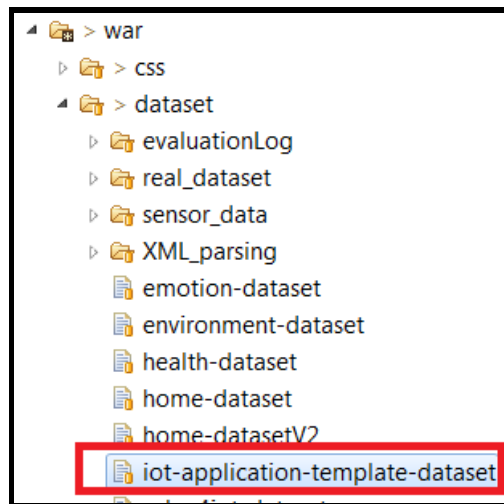 > war
> css
> dataset
evaluationLog
real_dataset
sensor_data
XML_parsing
emotion-dataset
environment-dataset
health-dataset
home-dataset
home-datasetV2
iot-application-template-dataset